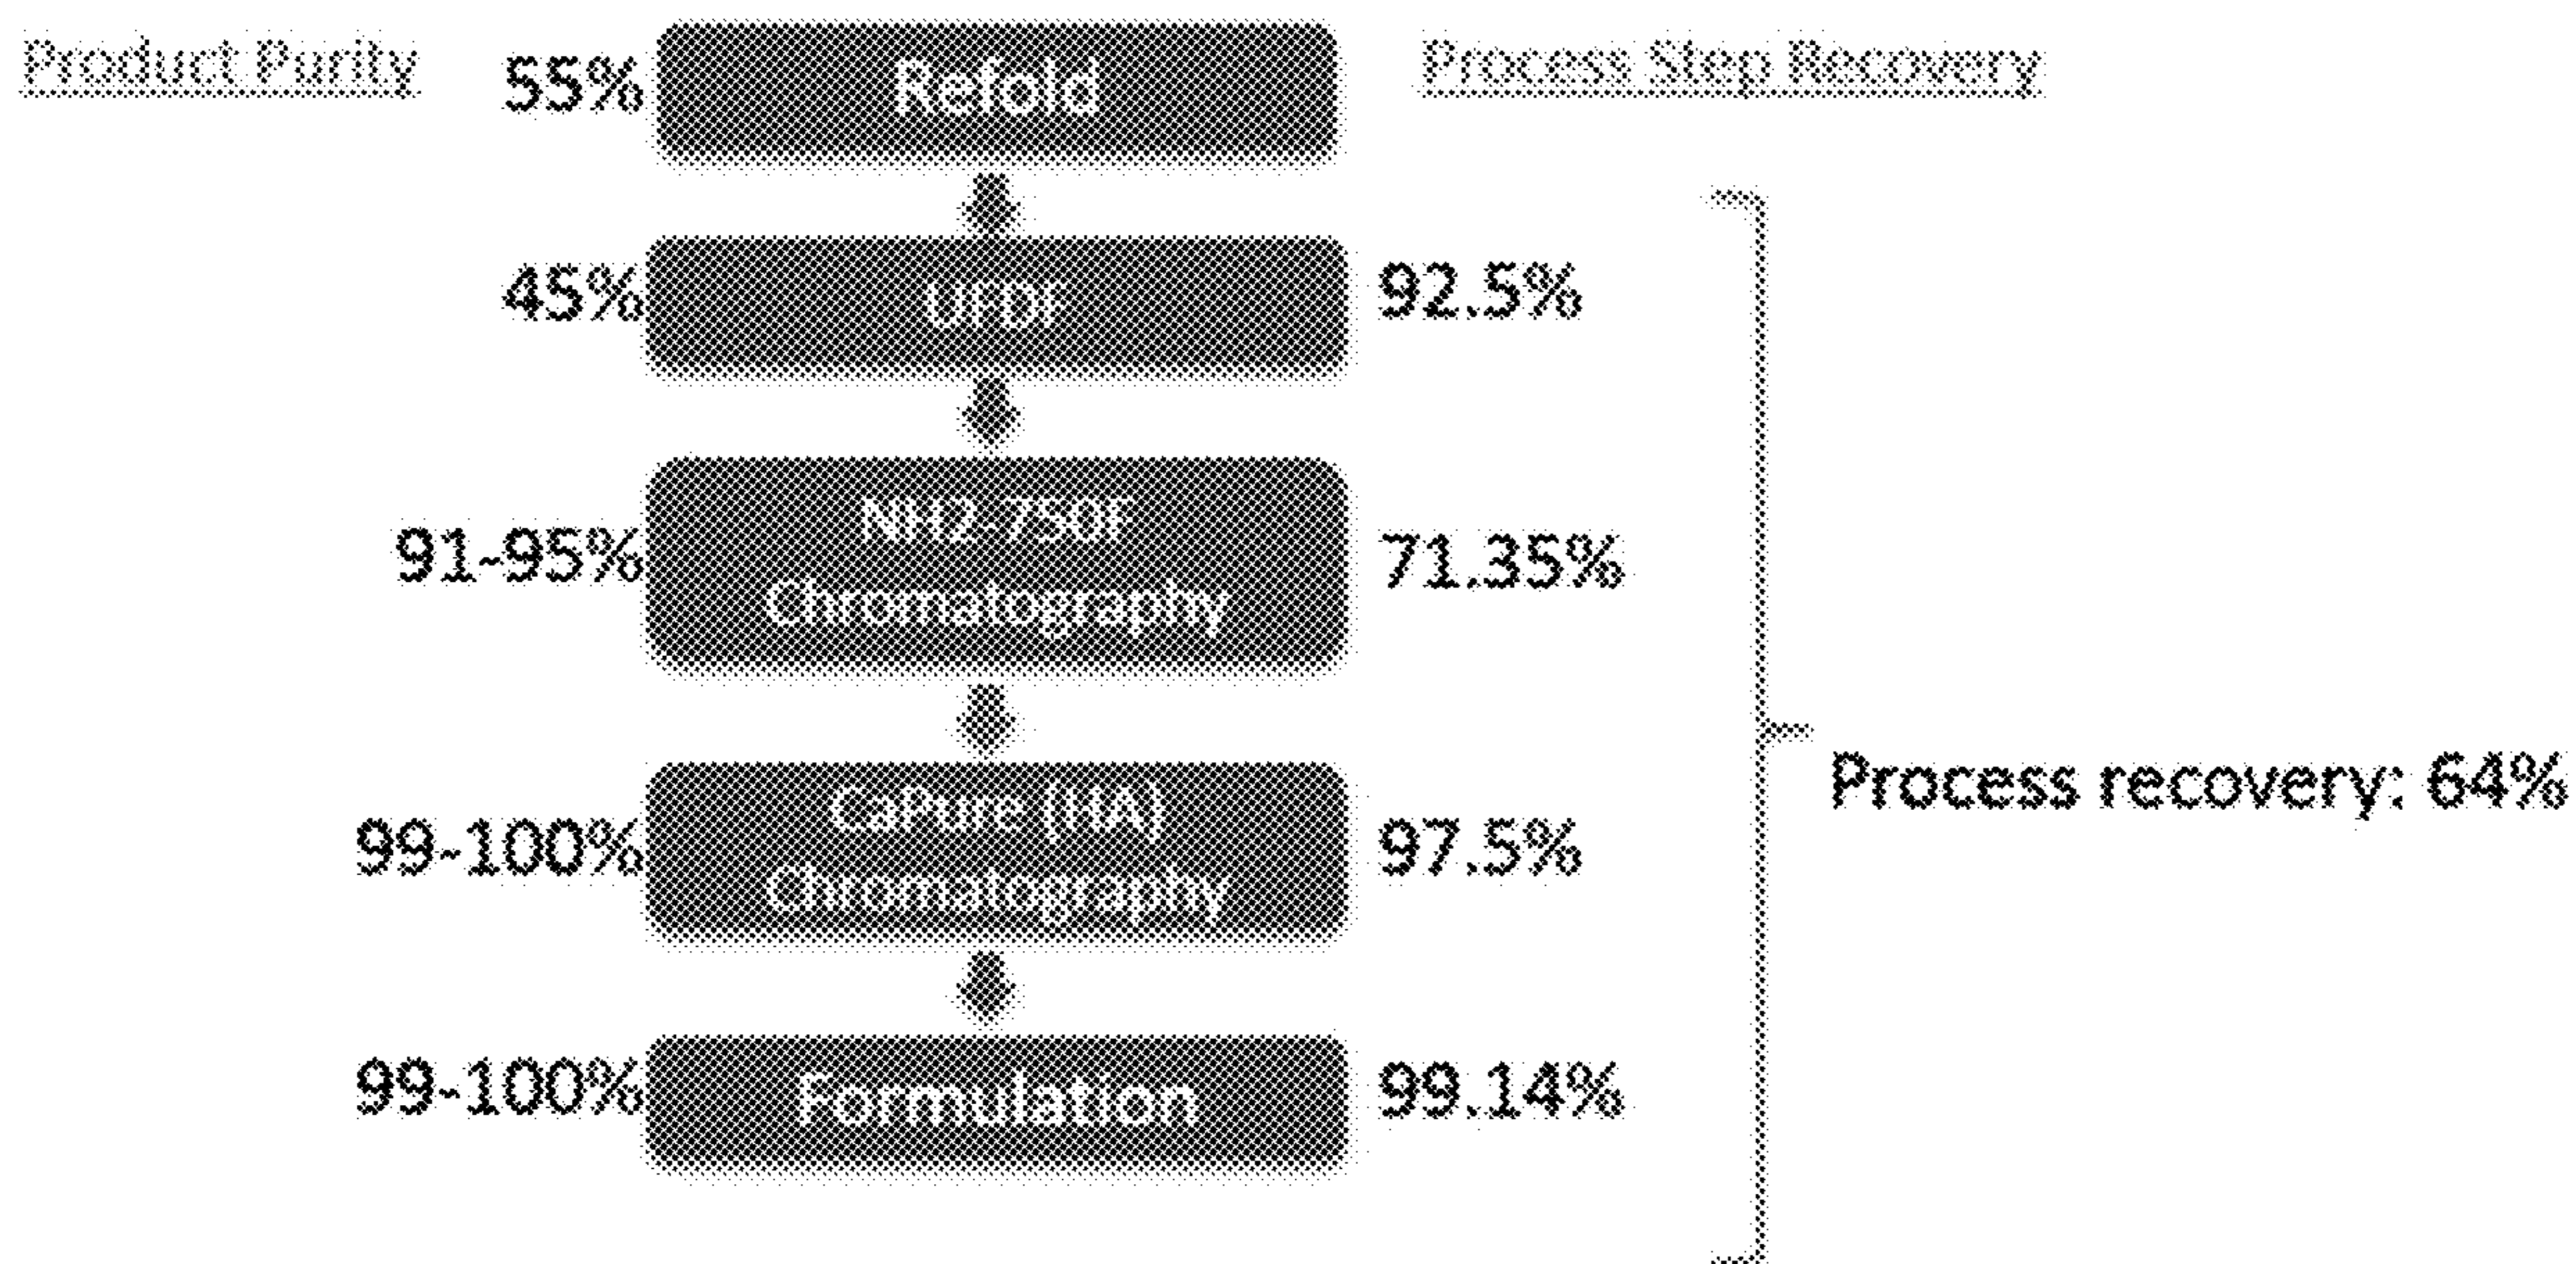 Product Purity
55%
Refold
Process Step Recovery
45%
UFDF
92.5%
91-95%
NH2-750F
Chromatography
71.35%
99-100%
CaPure (HA)
Chromatography
97.5%
Process recovery: 64%
99-100%
Formulation
99.14%